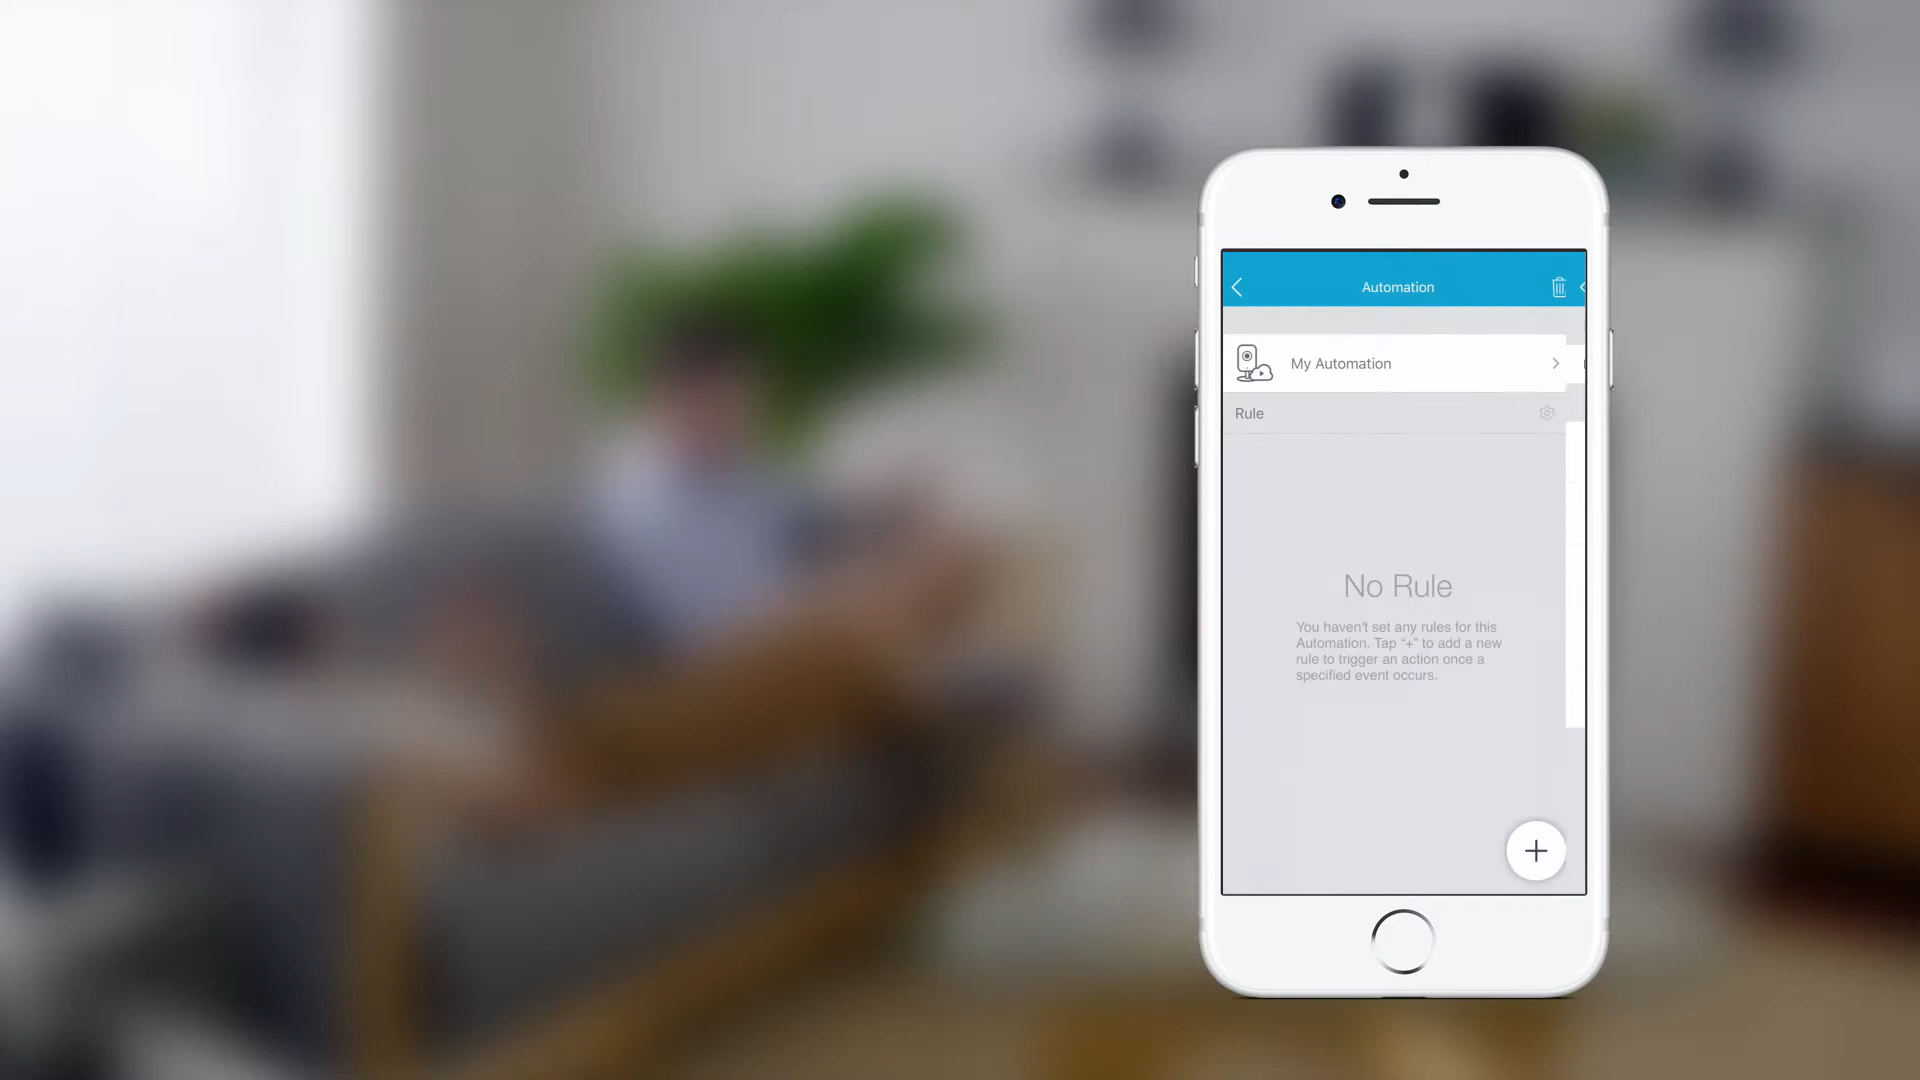 Automation
My Automation
Rule
No Rule
You haven't set any rules for this
Automation. Tap “+” to add a new
rule to trigger an action once a
specified event occurs.